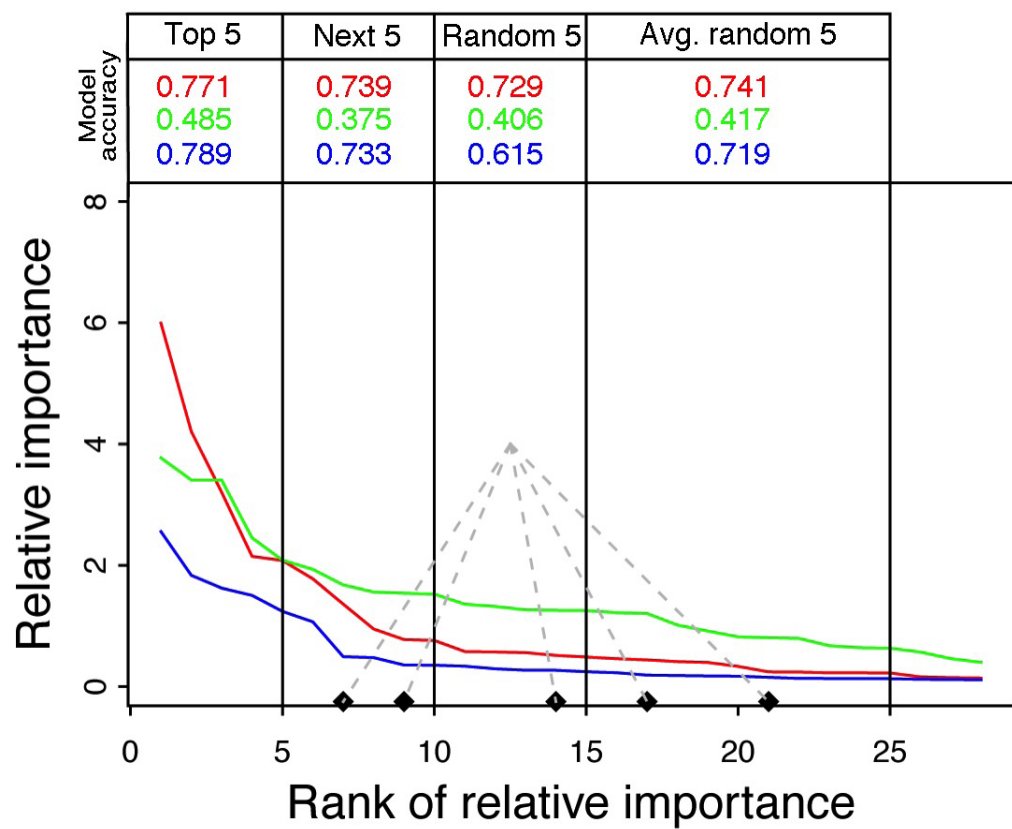 Top 5 Next 5 Random 5 Avg. random 5
Model
accuracy
0.771 0.739 0.729 0.741
0.485 0.375 0.406 0.417
0.789 0.733 0.615 0.719
Relative importance
8
6
4
2
0
0 5 10 15 20 25
Rank of relative importance